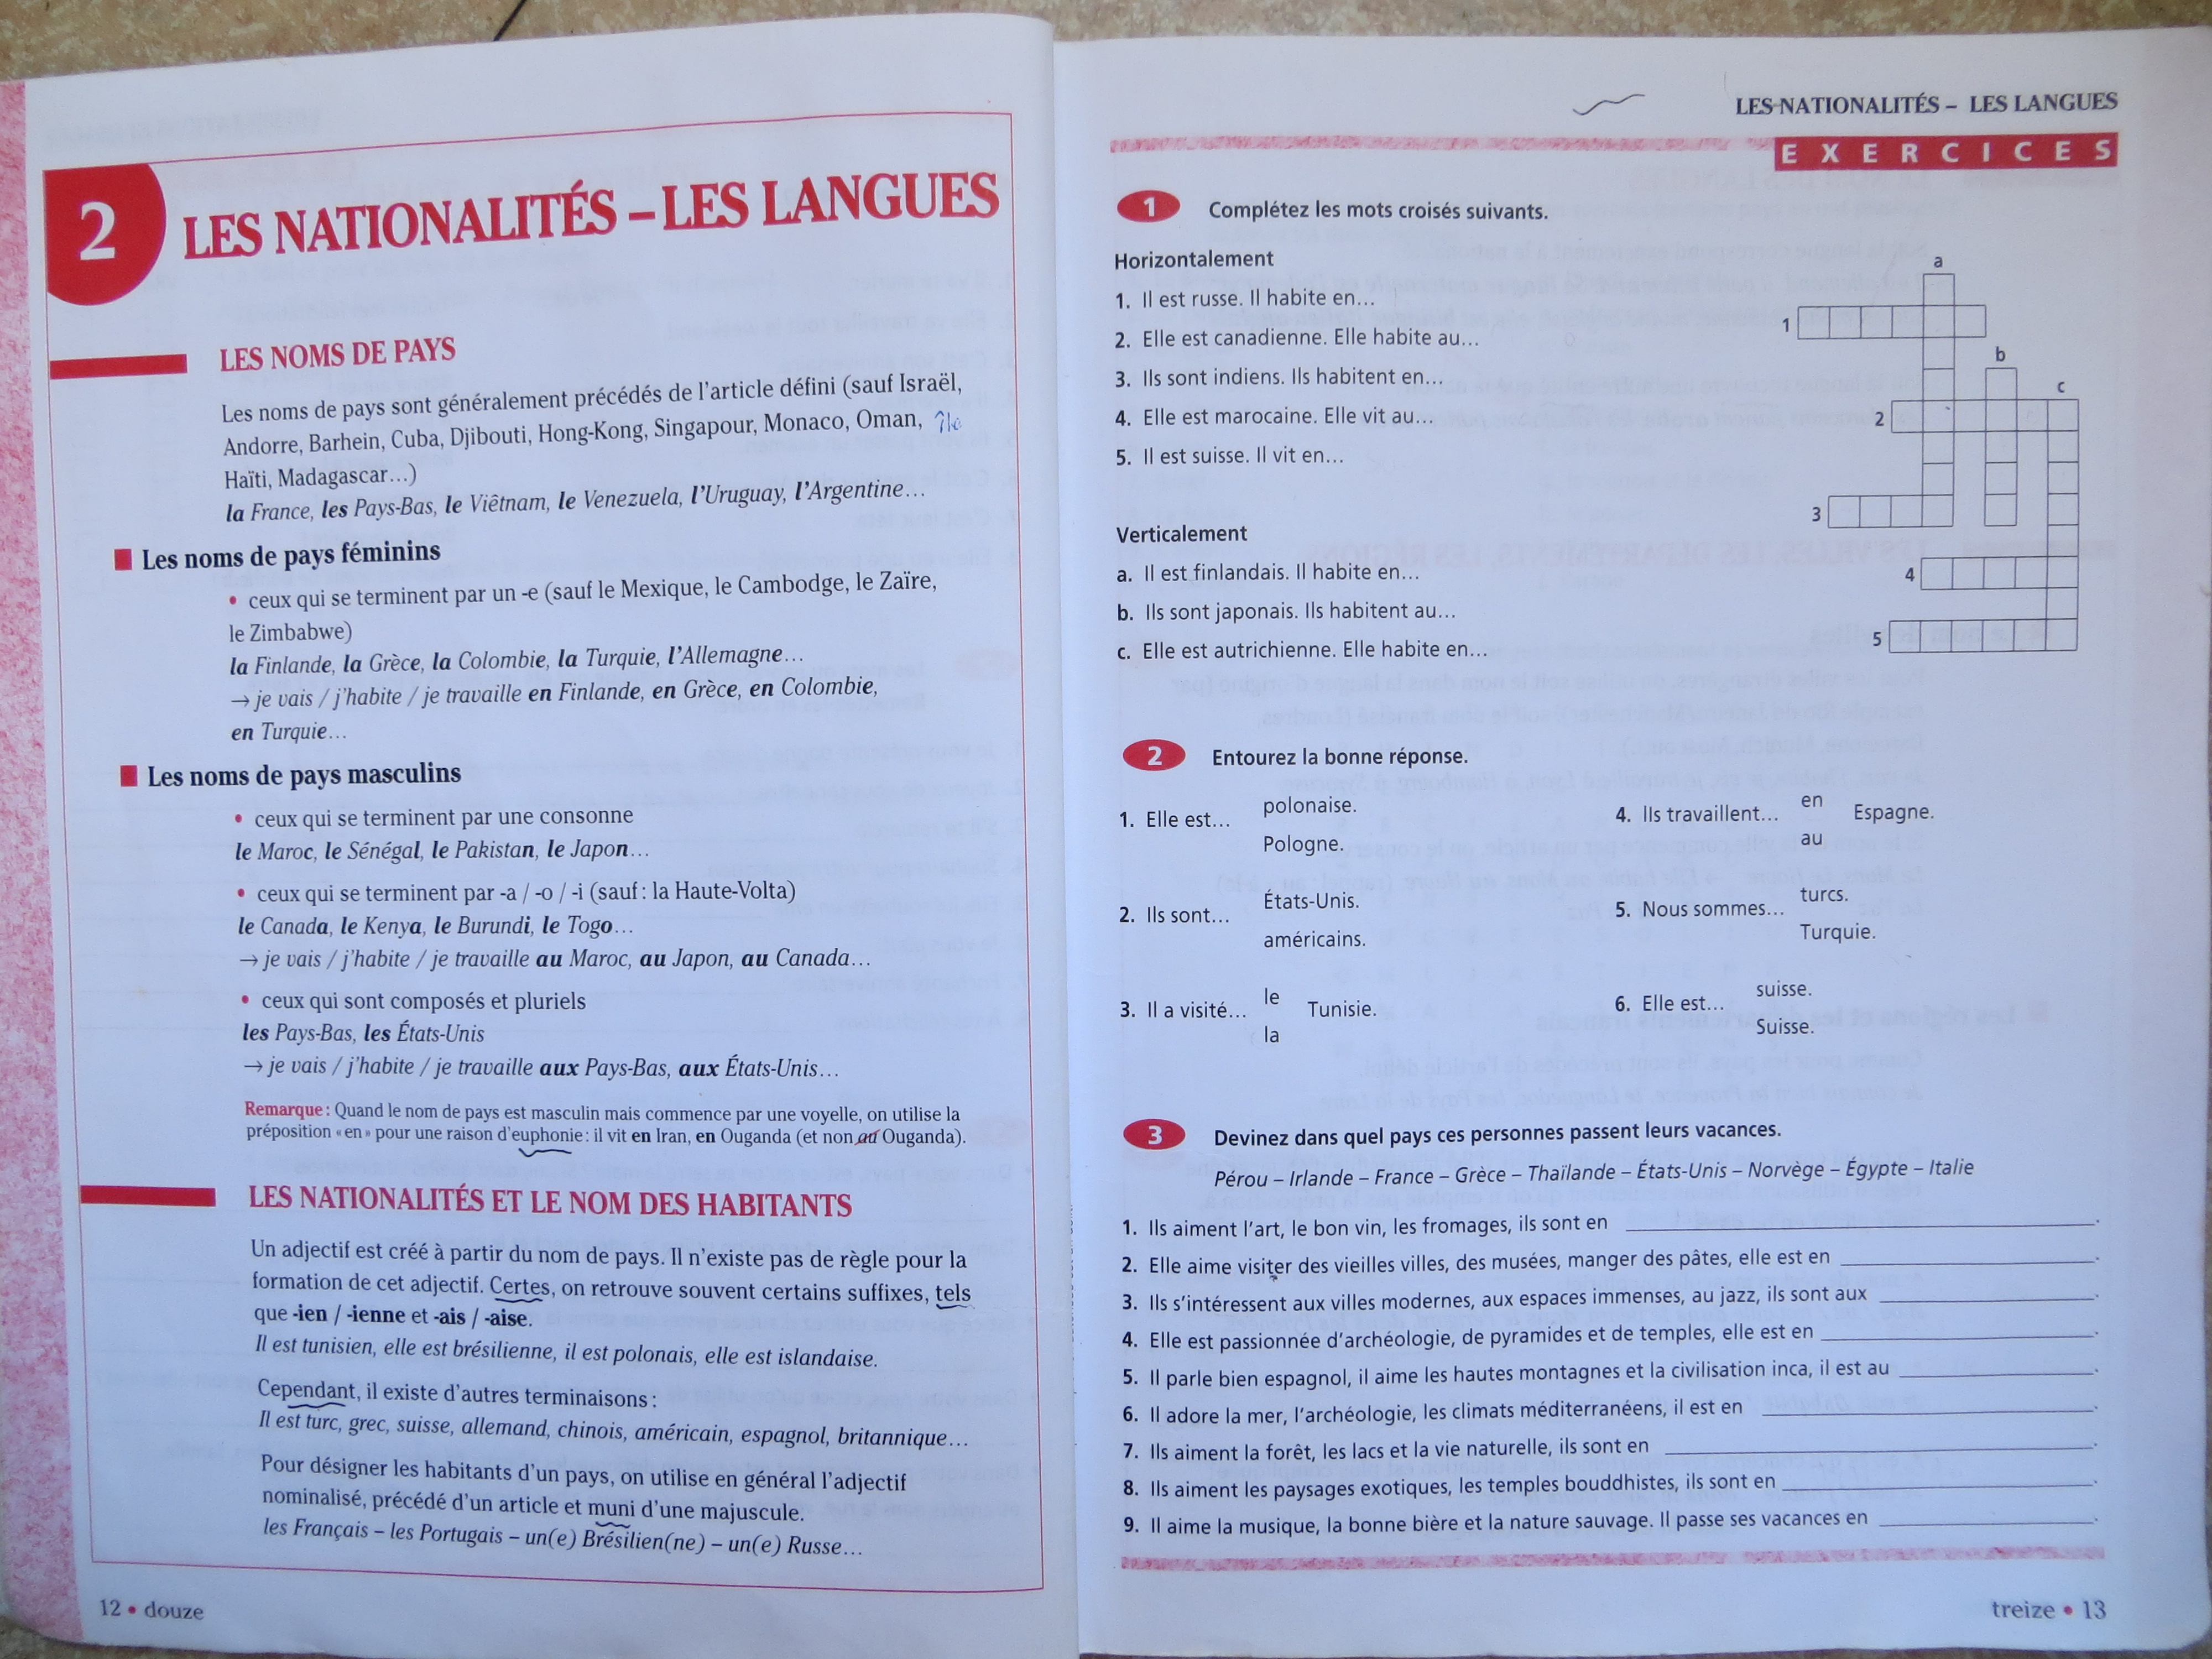 2
LES NATIONALITÉS – LES LANGUES
LES NOMS DE PAYS
Les noms de pays sont généralement précédés de l'article défini (sauf Israël,
Andorre, Barhein, Cuba, Djibouti, Hong-Kong, Singapour, Monaco, Oman, île
Haïti, Madagascar…)
la France, les Pays-Bas, le Viêtnam, le Venezuela, l'Uruguay, l'Argentine…
Les noms de pays féminins
• ceux qui se terminent par un -e (sauf le Mexique, le Cambodge, le Zaïre,
le Zimbabwe)
la Finlande, la Grèce, la Colombie, la Turquie, l'Allemagne…
→ je vais / j'habite / je travaille en Finlande, en Grèce, en Colombie,
en Turquie…
Les noms de pays masculins
• ceux qui se terminent par une consonne
le Maroc, le Sénégal, le Pakistan, le Japon…
• ceux qui se terminent par -a / -o / -i (sauf : la Haute-Volta)
le Canada, le Kenya, le Burundi, le Togo…
→ je vais / j'habite / je travaille au Maroc, au Japon, au Canada…
• ceux qui sont composés et pluriels
les Pays-Bas, les États-Unis
→ je vais / j'habite / je travaille aux Pays-Bas, aux États-Unis…
Remarque : Quand le nom de pays est masculin mais commence par une voyelle, on utilise la
préposition « en » pour une raison d'euphonie : il vit en Iran, en Ouganda (et non au Ouganda).
LES NATIONALITÉS ET LE NOM DES HABITANTS
Un adjectif est créé à partir du nom de pays. Il n'existe pas de règle pour la
formation de cet adjectif. Certes, on retrouve souvent certains suffixes, tels
que -ien / -ienne et -ais / -aise.
Il est tunisien, elle est brésilienne, il est polonais, elle est islandaise.
Cependant, il existe d'autres terminaisons :
Il est turc, grec, suisse, allemand, chinois, américain, espagnol, britannique…
Pour désigner les habitants d'un pays, on utilise en général l'adjectif
nominalisé, précédé d'un article et muni d'une majuscule.
les Français – les Portugais – un(e) Brésilien(ne) – un(e) Russe…
12 • douze
LES NATIONALITÉS – LES LANGUES
EXERCICES
1 Complétez les mots croisés suivants.
Horizontalement
1. Il est russe. Il habite en…
2. Elle est canadienne. Elle habite au…
3. Ils sont indiens. Ils habitent en…
4. Elle est marocaine. Elle vit au…
5. Il est suisse. Il vit en…
Verticalement
a. Il est finlandais. Il habite en…
b. Ils sont japonais. Ils habitent au…
c. Elle est autrichienne. Elle habite en…
a
1
b
c
2
3
4
5
2 Entourez la bonne réponse.
1. Elle est…
polonaise.
Pologne.
2. Ils sont…
États-Unis.
américains.
3. Il a visité…
le
la
Tunisie.
4. Ils travaillent…
en
au
Espagne.
5. Nous sommes…
turcs.
Turquie.
6. Elle est…
suisse.
Suisse.
3 Devinez dans quel pays ces personnes passent leurs vacances.
Pérou – Irlande – France – Grèce – Thaïlande – États-Unis – Norvège – Égypte – Italie
1. Ils aiment l'art, le bon vin, les fromages, ils sont en ____.
2. Elle aime visiter des vieilles villes, des musées, manger des pâtes, elle est en ____.
3. Ils s'intéressent aux villes modernes, aux espaces immenses, au jazz, ils sont aux ____.
4. Elle est passionnée d'archéologie, de pyramides et de temples, elle est en ____.
5. Il parle bien espagnol, il aime les hautes montagnes et la civilisation inca, il est au ____.
6. Il adore la mer, l'archéologie, les climats méditerranéens, il est en ____.
7. Ils aiment la forêt, les lacs et la vie naturelle, ils sont en ____.
8. Ils aiment les paysages exotiques, les temples bouddhistes, ils sont en ____.
9. Il aime la musique, la bonne bière et la nature sauvage. Il passe ses vacances en ____.
treize • 13